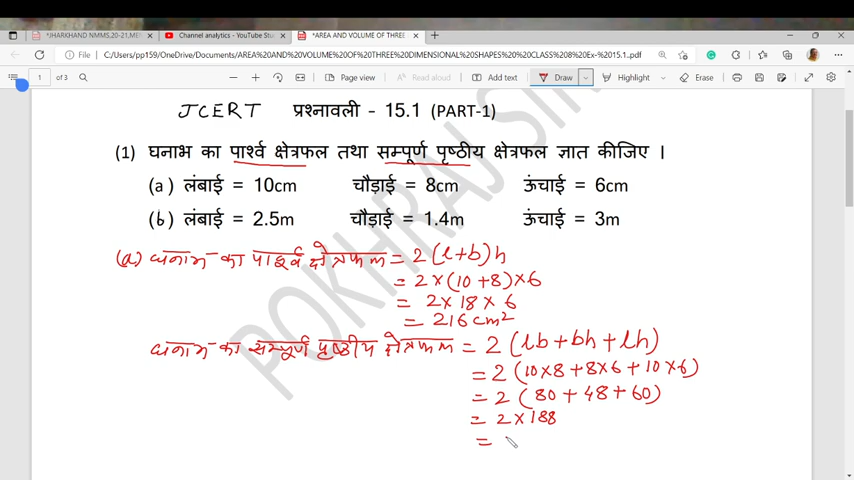 *JHARKHAND NMMS,20-21,MEN
Channel analytics - YouTube
*AREA AND VOLUME OF THREE
File
C:/Users/pp159/OneDrive/Documents/AREA%20AND%20VOLUME%20OF%20THREE%20DIMENSIONAL%20SHAPES%20%20CLASS%208%20Ex-%2015.1.pdf
1 of 3
Page view
Read aloud
Add text
Draw
Highlight
Erase
JCERT प्रश्नावली - 15.1 (PART-1)
(1) घनाभ का पार्श्व क्षेत्रफल तथा सम्पूर्ण पृष्ठीय क्षेत्रफल ज्ञात कीजिए ।
(a) लंबाई = 10cm चौड़ाई = 8cm ऊंचाई = 6cm
(b) लंबाई = 2.5m चौड़ाई = 1.4m ऊंचाई = 3m
(a) घनाभ का पार्श्व क्षेत्रफल = 2(l+b)h
= 2×(10+8)×6
= 2×18×6
= 216cm²
घनाभ का सम्पूर्ण पृष्ठीय क्षेत्रफल = 2(lb+bh+lh)
= 2(10×8+8×6+10×6)
= 2(80+48+60)
= 2×188
=
POKHRAJ SIR